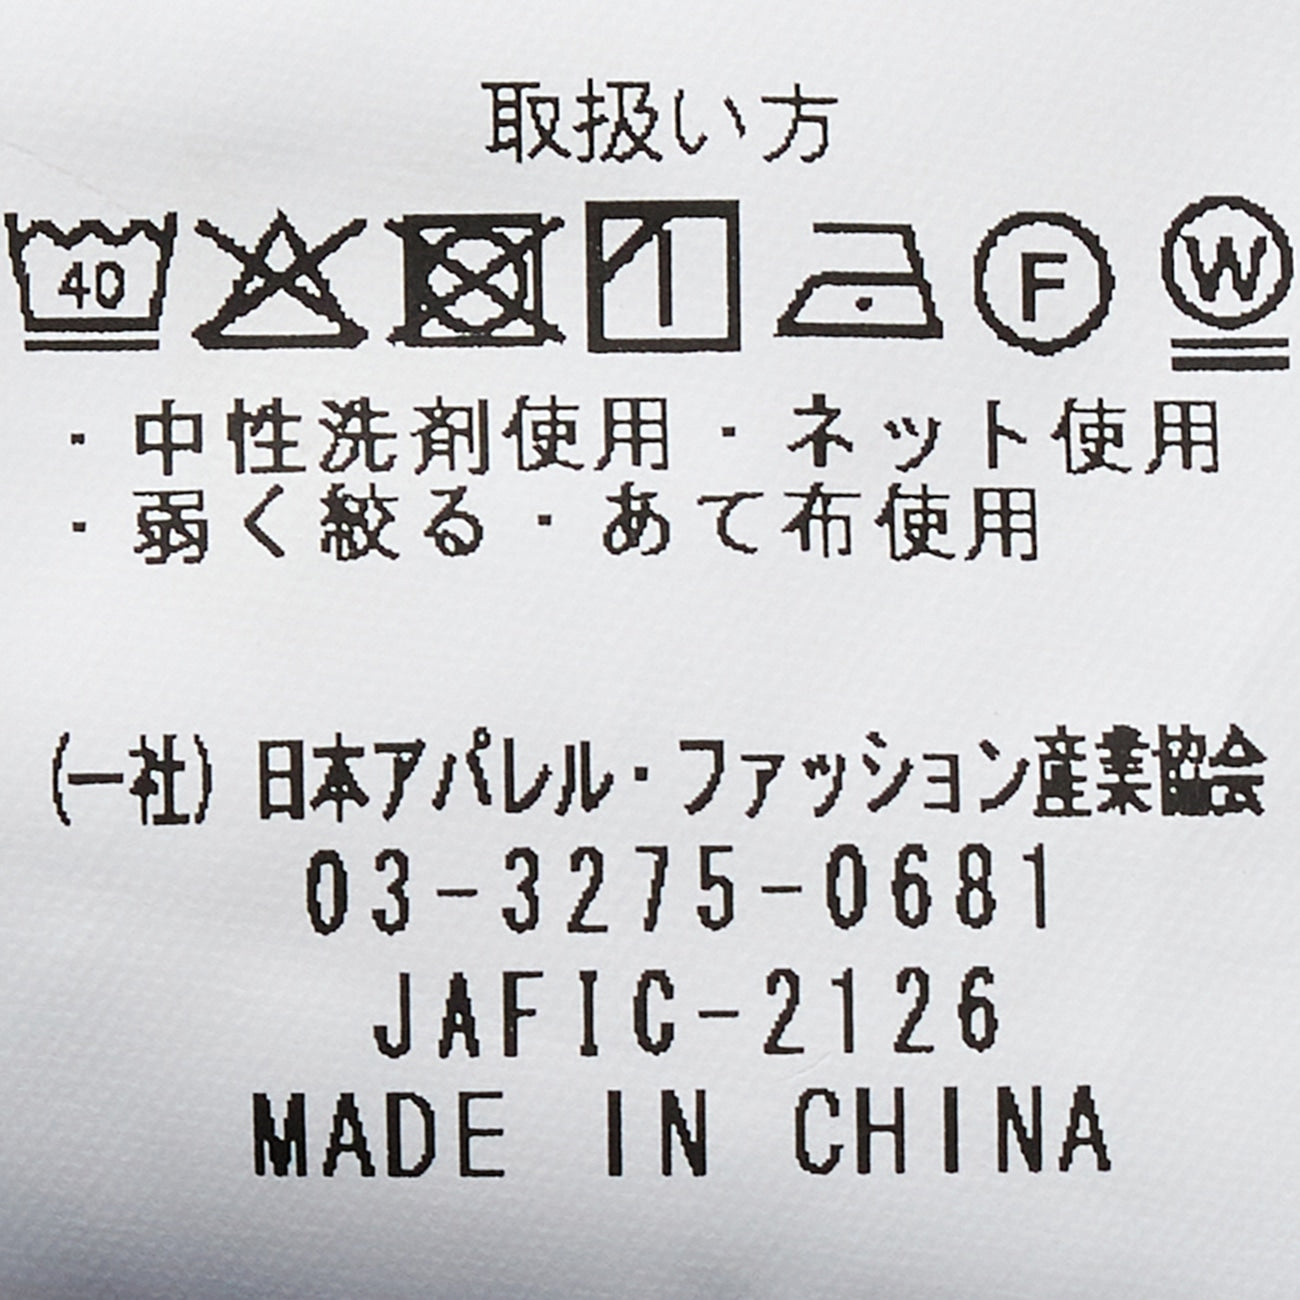 取扱い方
40 F W
・中性洗剤使用・ネット使用
・弱く絞る・あて布使用
(一社) 日本アパレル・ファッション産業協会
03-3275-0681
JAFIC-2126
MADE IN CHINA